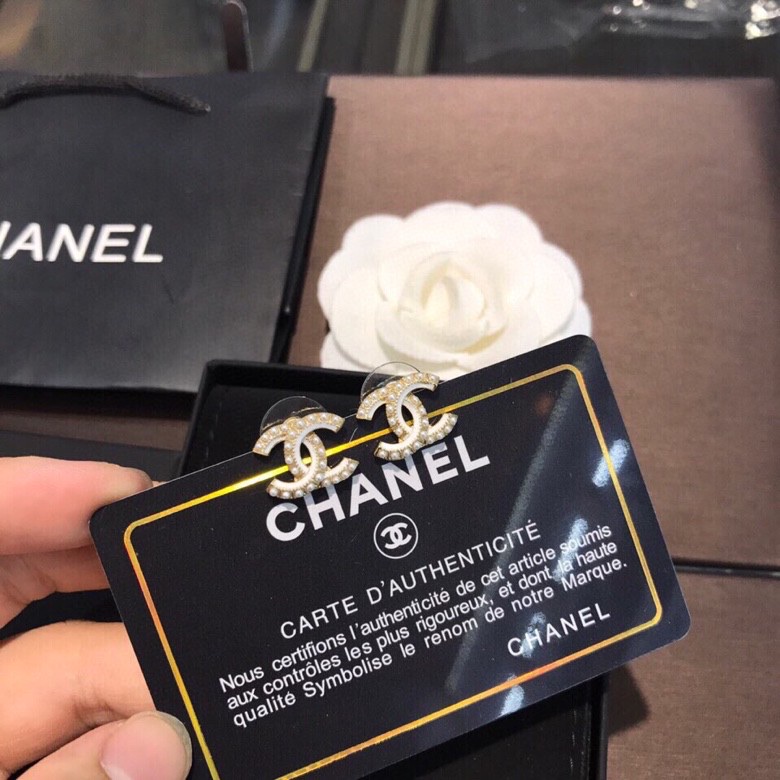 HANEL
CHANEL
CARTE D'AUTHENTICITÉ
Nous certifions l'authenticité de cet article soumis
aux contrôles les plus rigoureux, et dont la haute
qualité Symbolise le renom de notre Marque.
CHANEL